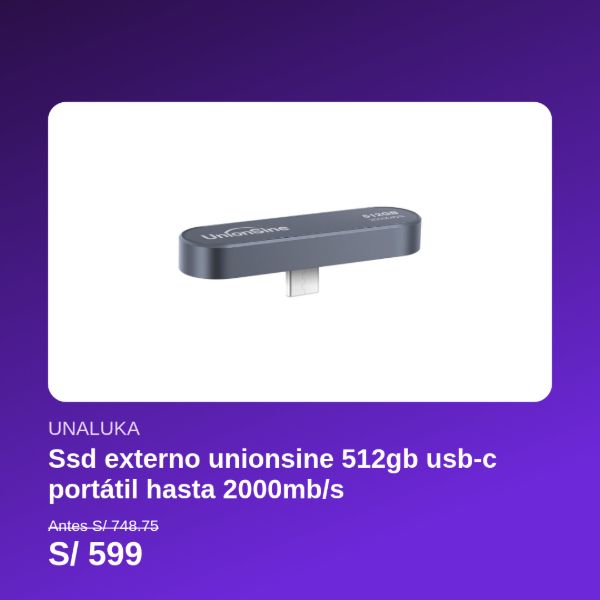 UnionSine
512GB
UNALUKA
Ssd externo unionsine 512gb usb-c
portátil hasta 2000mb/s
Antes S/ 748.75
S/ 599